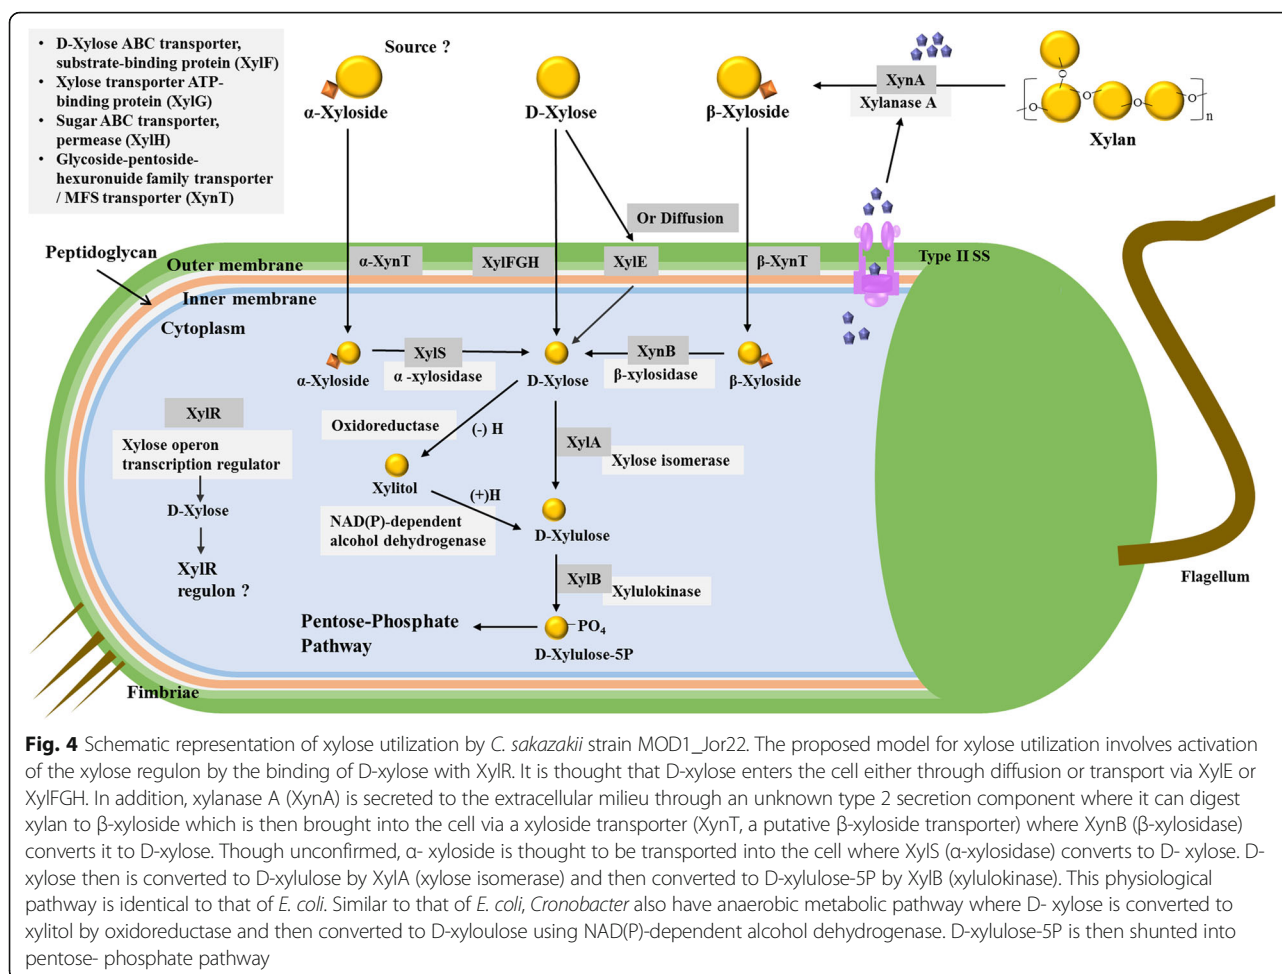 • D-Xylose ABC transporter,
substrate-binding protein (XylF)
• Xylose transporter ATP-
binding protein (XylG)
• Sugar ABC transporter,
permease (XylH)
• Glycoside-pentoside-
hexuronuide family transporter
/ MFS transporter (XynT)
Source ?
α-Xyloside
D-Xylose
β-Xyloside
XynA
Xylanase A
O
O
O
O
O
n
Xylan
Or Diffusion
Peptidoglycan
Outer membrane
Inner membrane
Cytoplasm
α-XynT
XylFGH
XylE
β-XynT
Type II SS
α-Xyloside
XylS
α -xylosidase
D-Xylose
XynB
β-xylosidase
β-Xyloside
XylR
Xylose operon
transcription regulator
D-Xylose
XylR
regulon ?
Oxidoreductase
(-) H
Xylitol
(+)H
NAD(P)-dependent
alcohol dehydrogenase
XylA
Xylose isomerase
D-Xylulose
XylB
Xylulokinase
PO4
D-Xylulose-5P
Pentose-Phosphate
Pathway
Fimbriae
Flagellum
Fig. 4 Schematic representation of xylose utilization by C. sakazakii strain MOD1_Jor22. The proposed model for xylose utilization involves activation
of the xylose regulon by the binding of D-xylose with XylR. It is thought that D-xylose enters the cell either through diffusion or transport via XylE or
XylFGH. In addition, xylanase A (XynA) is secreted to the extracellular milieu through an unknown type 2 secretion component where it can digest
xylan to β-xyloside which is then brought into the cell via a xyloside transporter (XynT, a putative β-xyloside transporter) where XynB (β-xylosidase)
converts it to D-xylose. Though unconfirmed, α- xyloside is thought to be transported into the cell where XylS (α-xylosidase) converts to D- xylose. D-
xylose then is converted to D-xylulose by XylA (xylose isomerase) and then converted to D-xylulose-5P by XylB (xylulokinase). This physiological
pathway is identical to that of E. coli. Similar to that of E. coli, Cronobacter also have anaerobic metabolic pathway where D- xylose is converted to
xylitol by oxidoreductase and then converted to D-xyloulose using NAD(P)-dependent alcohol dehydrogenase. D-xylulose-5P is then shunted into
pentose- phosphate pathway